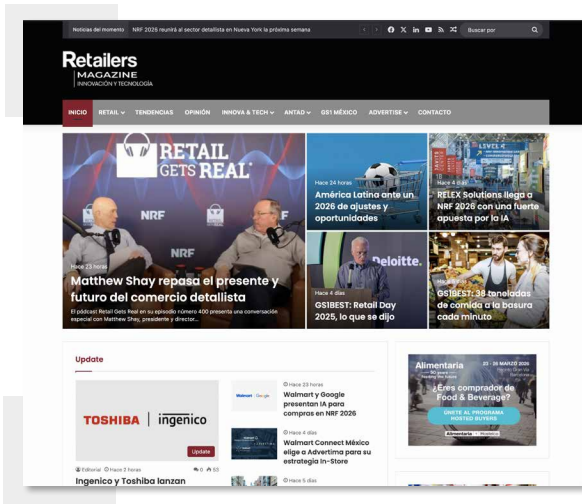 Noticias del momento
NRF 2026 reunirá al sector detallista en Nueva York la próxima semana
Buscar por
Retailers
MAGAZINE
INNOVACIÓN Y TECNOLOGÍA
INICIO
RETAIL
TENDENCIAS
OPINIÓN
INNOVA & TECH
ANTAD
GS1 MÉXICO
ADVERTISE
CONTACTO
RETAIL
GETS REAL
NRF
NRF
Hace 23 horas
Matthew Shay repasa el presente y
futuro del comercio detallista
El pódcast Retail Gets Real en su episodio número 400 presenta una conversación
especial con Matthew Shay, presidente y director...
Hace 24 horas
América Latina ante un
2026 de ajustes y
oportunidades
LEVEL
Hace 4 días
RELEX Solutions llega a
NRF 2026 con una fuerte
apuesta por la IA
Deloitte.
Hace 4 días
GS1BEST: Retail Day
2025, lo que se dijo
GS1BEST: 38 toneladas
de comida a la basura
cada minuto
Update
TOSHIBA | ingenico
Update
Editorial
Hace 2 horas
0
52
Ingenico y Toshiba lanzan
Walmart
Google
Hace 23 horas
Walmart y Google
presentan IA para
compras en NRF 2026
Hace 4 días
Walmart Connect México
elige a Advertima para su
estrategia In-Store
Hace 5 días
Alimentaria
50 years
23 - 26 MARZO 2026
¿Eres comprador de
Food & Beverage?
ÚNETE AL PROGRAMA
HOSTED BUYERS
Alimentaria